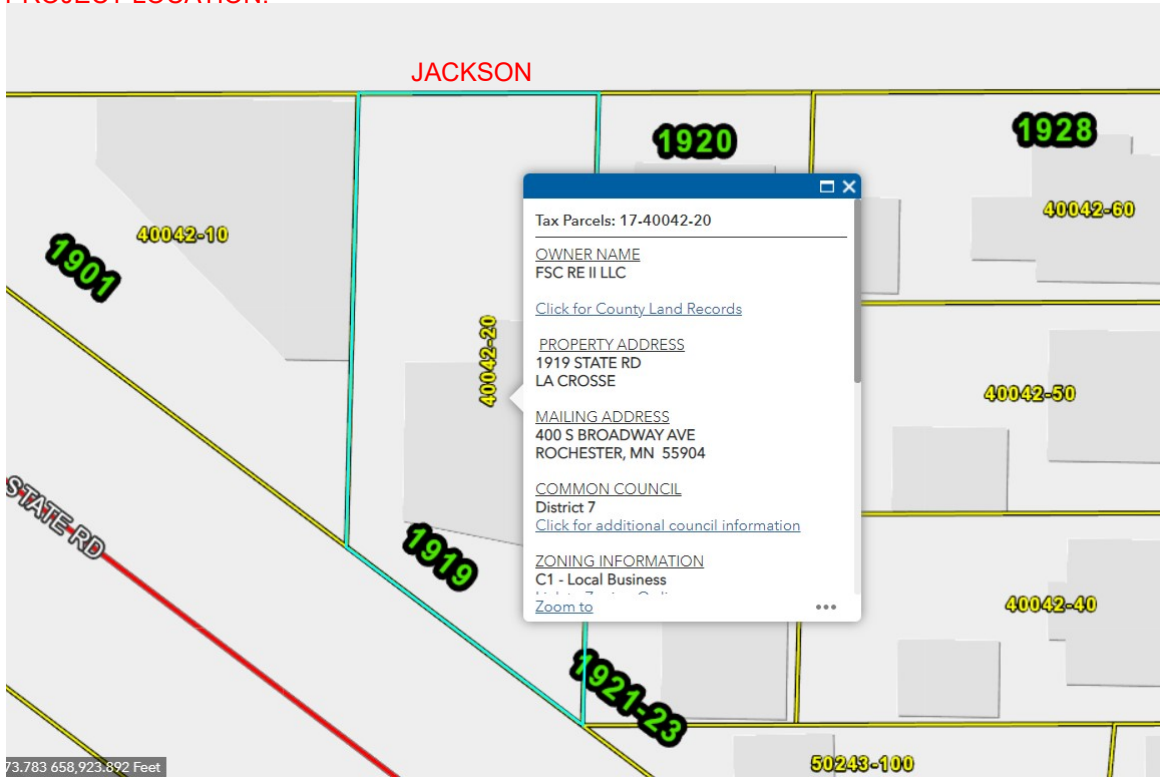 PROJECT LOCATION:
JACKSON
1920
1928
40042-60
40042-10
1901
40042-20
Tax Parcels: 17-40042-20
OWNER NAME
FSC RE II LLC
Click for County Land Records
PROPERTY ADDRESS
1919 STATE RD
LA CROSSE
MAILING ADDRESS
400 S BROADWAY AVE
ROCHESTER, MN 55904
COMMON COUNCIL
District 7
Click for additional council information
ZONING INFORMATION
C1 - Local Business
Zoom to
40042-50
STATE RD
1919
40042-40
1921-23
50243-100
73.783 658,923.892 Feet